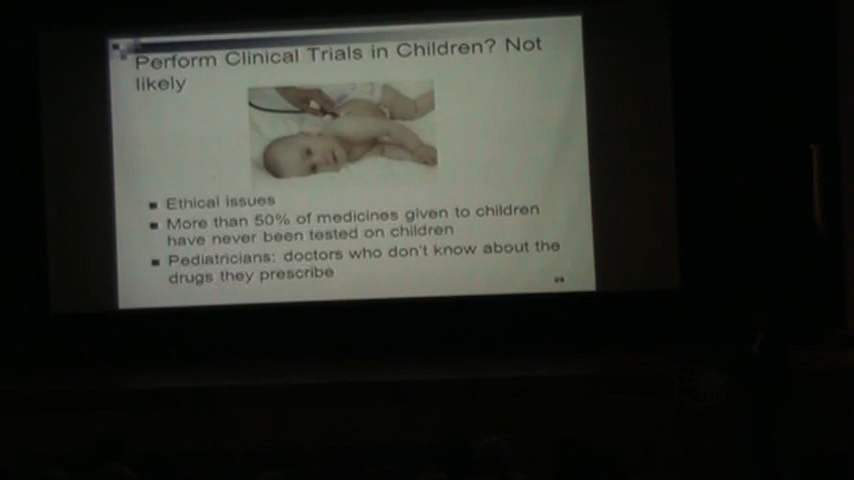 Perform Clinical Trials in Children? Not
likely
Ethical issues
More than 50% of medicines given to children
have never been tested on children
Pediatricians: doctors who don't know about the
drugs they prescribe